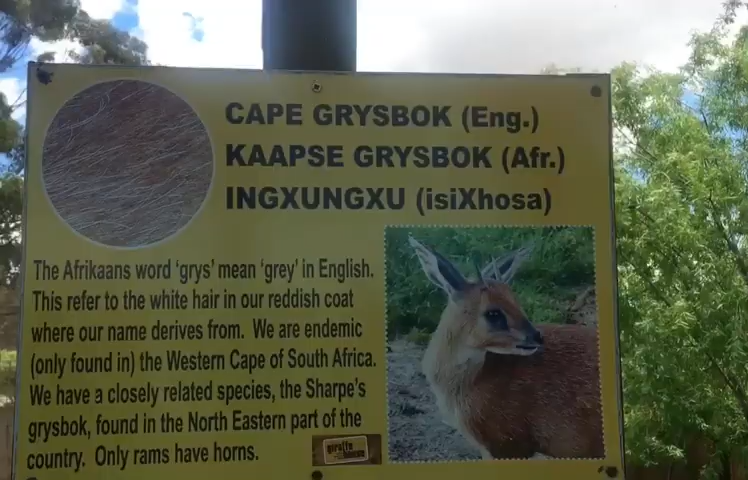 CAPE GRYSBOK (Eng.)
KAAPSE GRYSBOK (Afr.)
INGXUNGXU (isiXhosa)
The Afrikaans word 'grys' mean 'grey' in English.
This refer to the white hair in our reddish coat
where our name derives from. We are endemic
(only found in) the Western Cape of South Africa.
We have a closely related species, the Sharpe's
grysbok, found in the North Eastern part of the
country. Only rams have horns.
giraffe
house